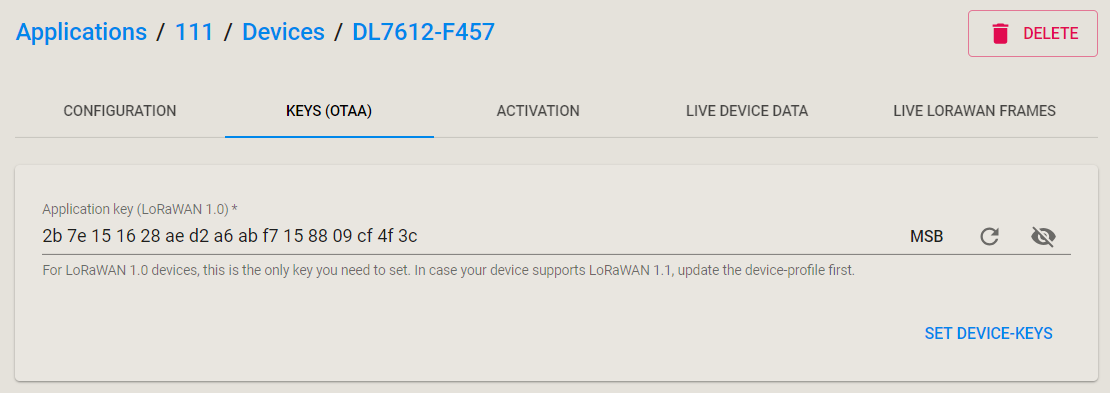 Applications / 111 / Devices / DL7612-F457
DELETE
CONFIGURATION KEYS (OTAA) ACTIVATION LIVE DEVICE DATA LIVE LORAWAN FRAMES
Application key (LoRaWAN 1.0) *
2b 7e 15 16 28 ae d2 a6 ab f7 15 88 09 cf 4f 3c MSB
For LoRaWAN 1.0 devices, this is the only key you need to set. In case your device supports LoRaWAN 1.1, update the device-profile first.
SET DEVICE-KEYS